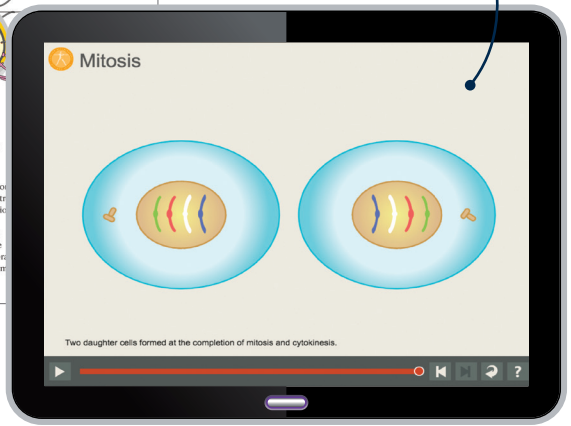 Mitosis
Two daughter cells formed at the completion of mitosis and cytokinesis.
?